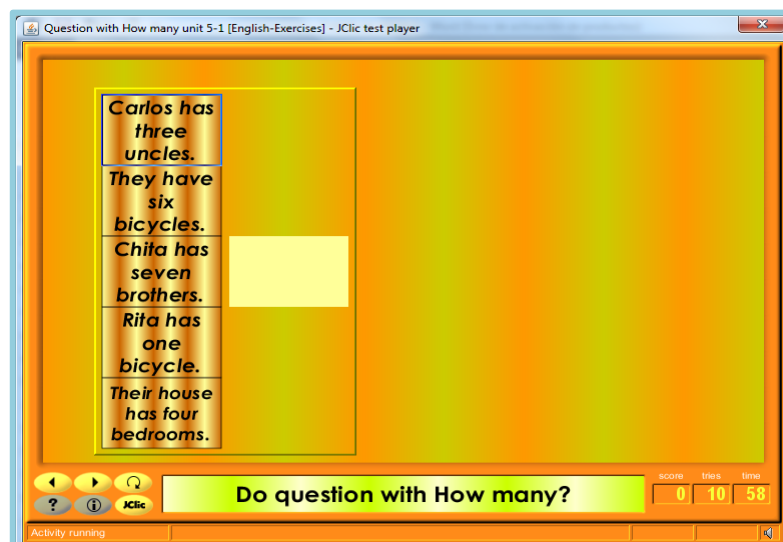 Question with How many unit 5-1 [English-Exercises] - JClic test player
Carlos has
three
uncles.
They have
six
bicycles.
Chita has
seven
brothers.
Rita has
one
bicycle.
Their house
has four
bedrooms.
Do question with How many?
score tries time
0 10 58
? i JClic
Activity running